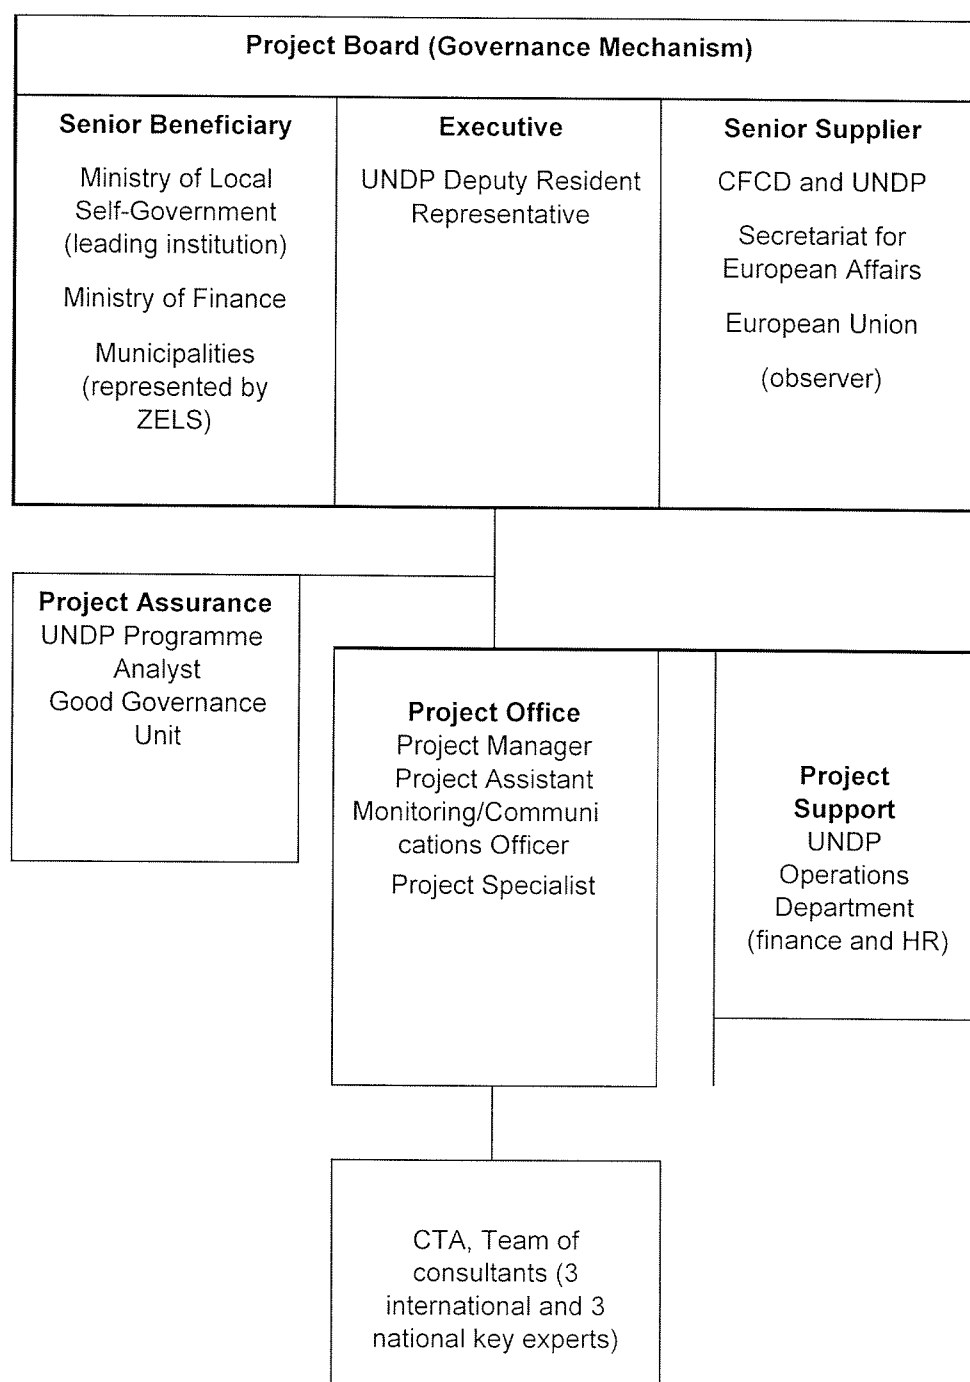 Project Board (Governance Mechanism)
Senior Beneficiary
Ministry of Local
Self-Government
(leading institution)
Ministry of Finance
Municipalities
(represented by
ZELS)
Executive
UNDP Deputy Resident
Representative
Senior Supplier
CFCD and UNDP
Secretariat for
European Affairs
European Union
(observer)
Project Assurance
UNDP Programme
Analyst
Good Governance
Unit
Project Office
Project Manager
Project Assistant
Monitoring/Communi
cations Officer
Project Specialist
Project
Support
UNDP
Operations
Department
(finance and HR)
CTA, Team of
consultants (3
international and 3
national key experts)